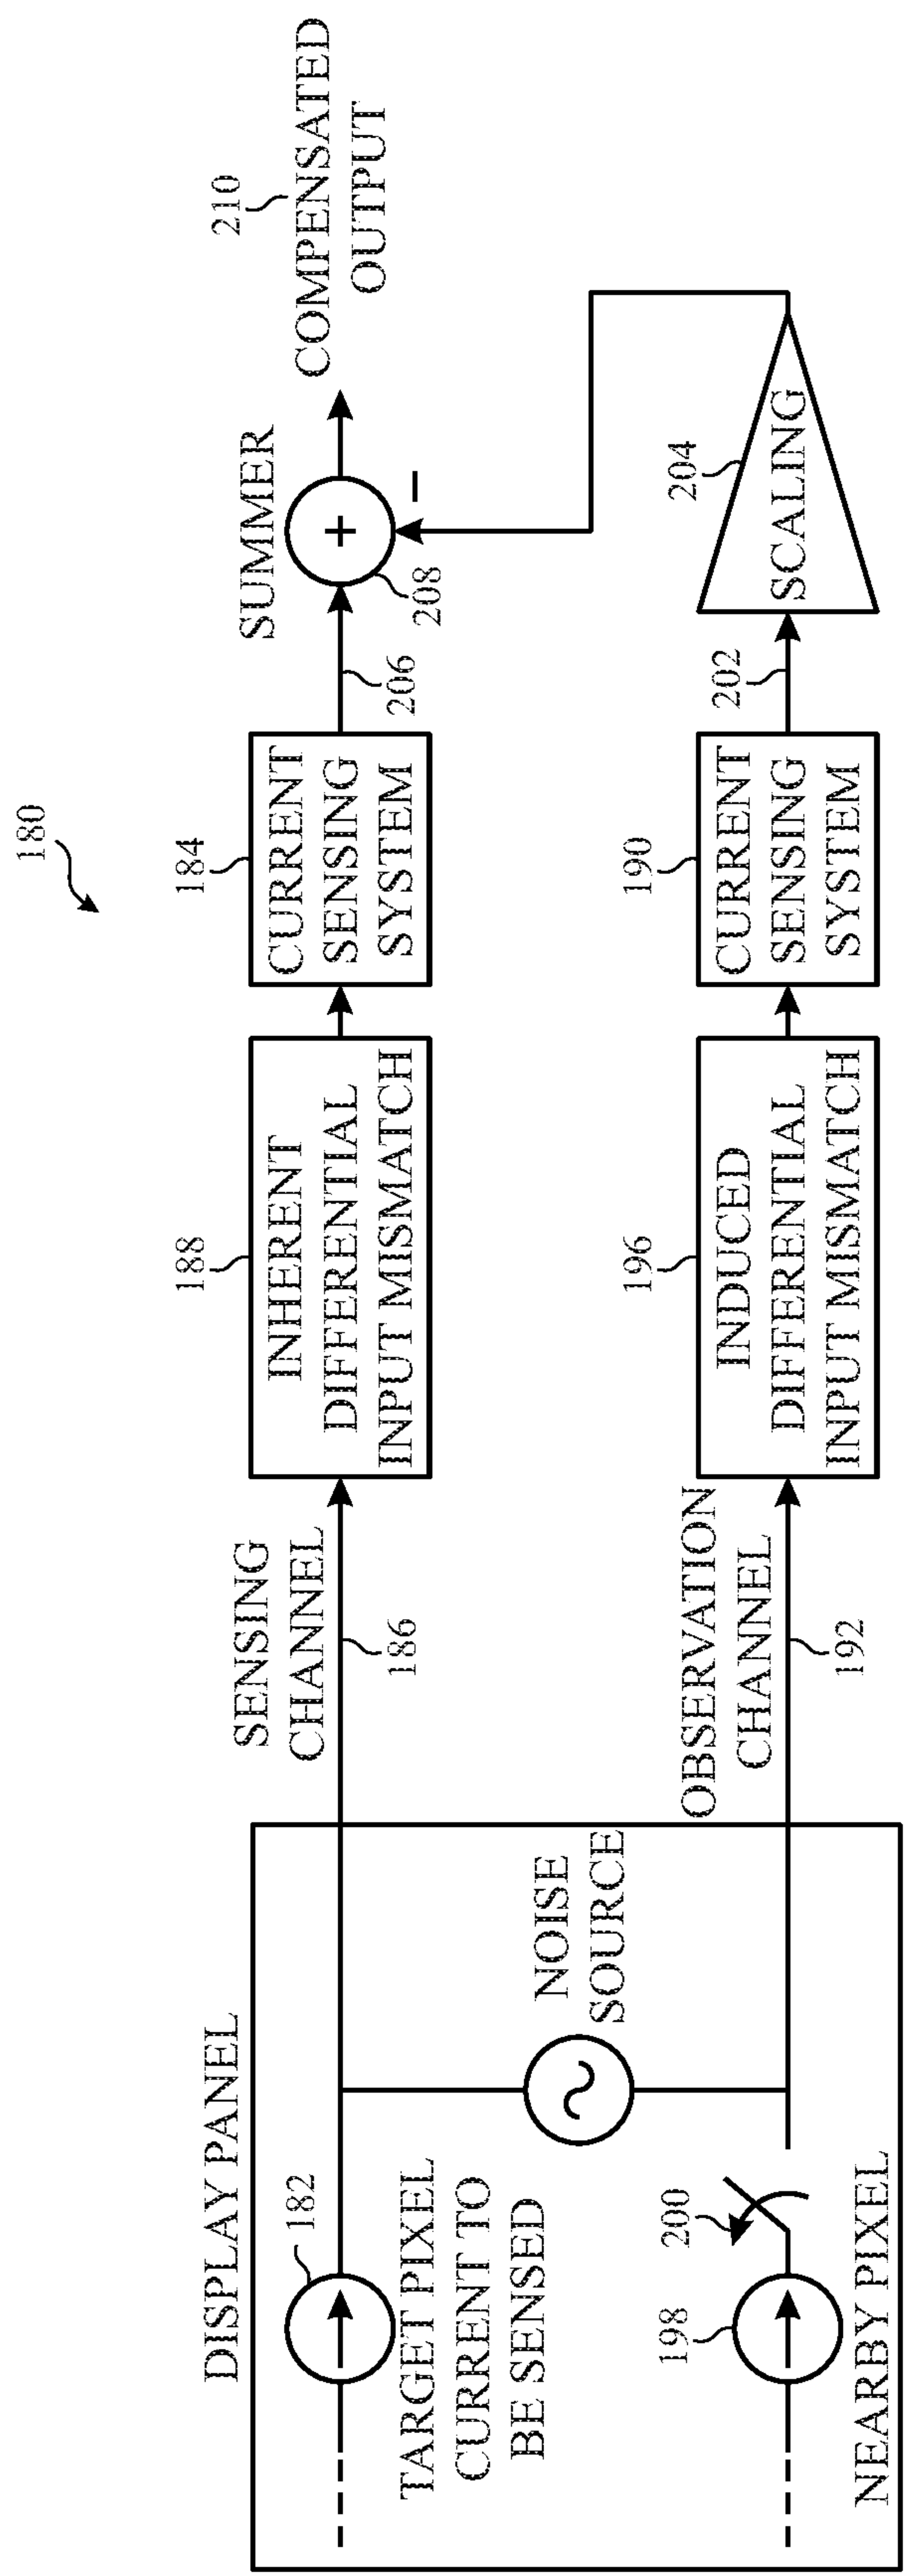 180
DISPLAY PANEL
182
TARGET PIXEL
CURRENT TO
BE SENSED
NOISE
SOURCE
198
200
NEARBY PIXEL
SENSING
CHANNEL
186
188
INHERENT
DIFFERENTIAL
INPUT MISMATCH
184
CURRENT
SENSING
SYSTEM
206
SUMMER
+
−
208
210
COMPENSATED
OUTPUT
OBSERVATION
CHANNEL
192
196
INDUCED
DIFFERENTIAL
INPUT MISMATCH
190
CURRENT
SENSING
SYSTEM
202
204
SCALING